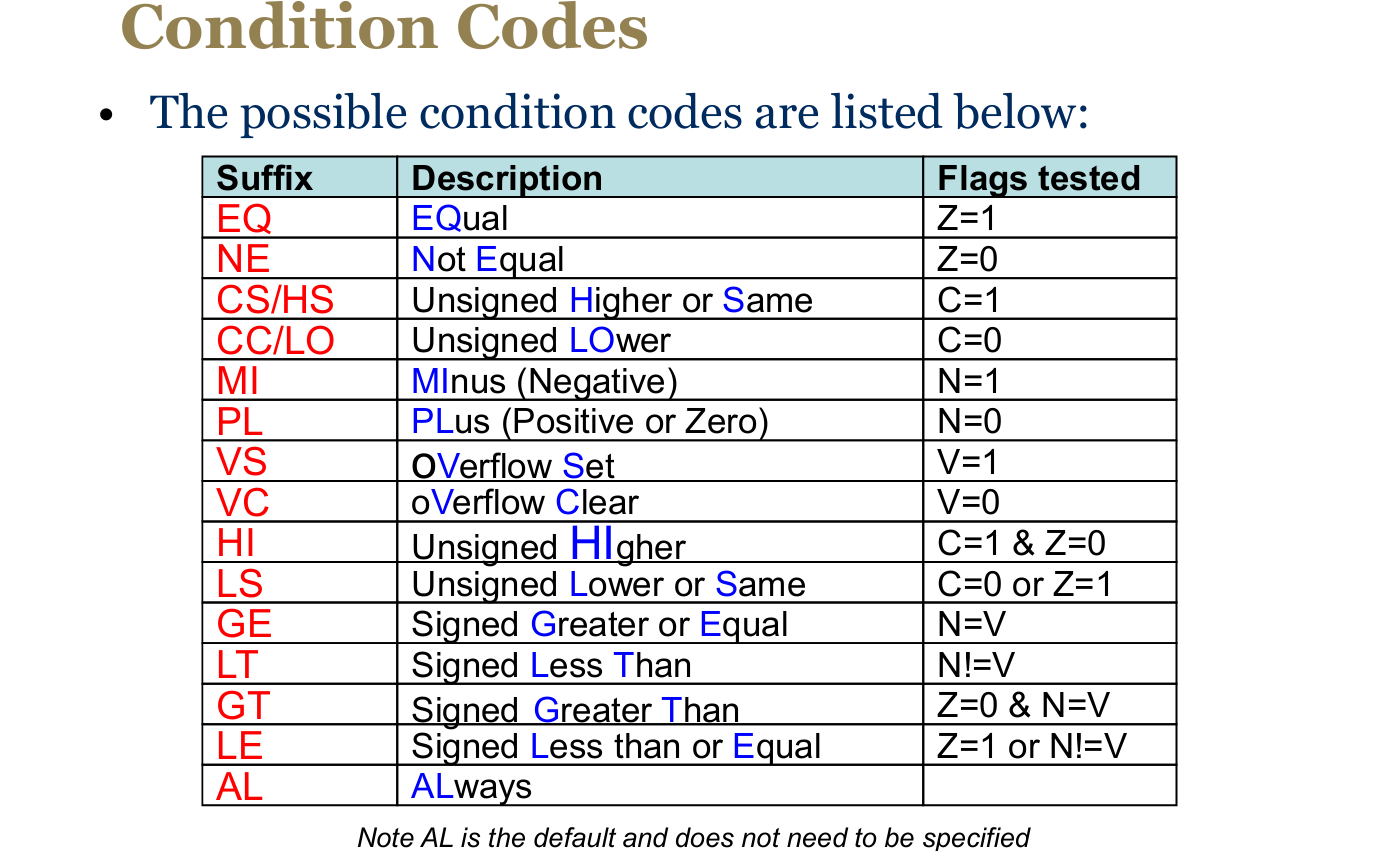 Condition Codes
• The possible condition codes are listed below:
Suffix Description Flags tested
EQ EQual Z=1
NE Not Equal Z=0
CS/HS Unsigned Higher or Same C=1
CC/LO Unsigned LOwer C=0
MI MInus (Negative) N=1
PL PLus (Positive or Zero) N=0
VS oVerflow Set V=1
VC oVerflow Clear V=0
HI Unsigned HIgher C=1 & Z=0
LS Unsigned Lower or Same C=0 or Z=1
GE Signed Greater or Equal N=V
LT Signed Less Than N!=V
GT Signed Greater Than Z=0 & N=V
LE Signed Less than or Equal Z=1 or N!=V
AL ALways
Note AL is the default and does not need to be specified